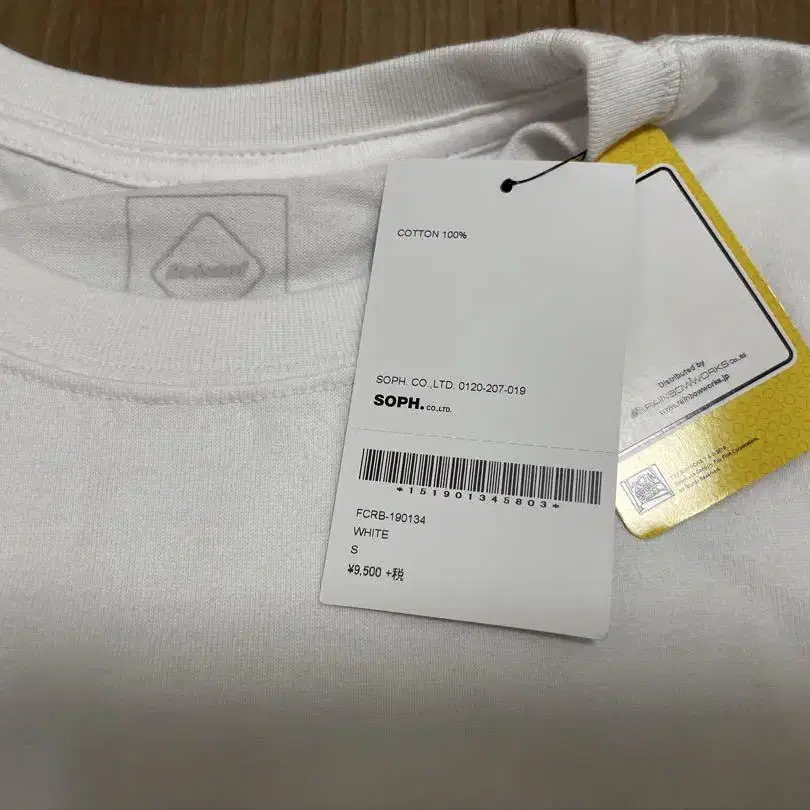 COTTON 100%
SOPH. CO.,LTD. 0120-207-019
SOPH. CO.,LTD.
*151901345803*
FCRB-190134
WHITE
S
¥9,500 +税
Distributed by
RAINBOWWORKS Co.,Ltd
www.rainbowworks.jp